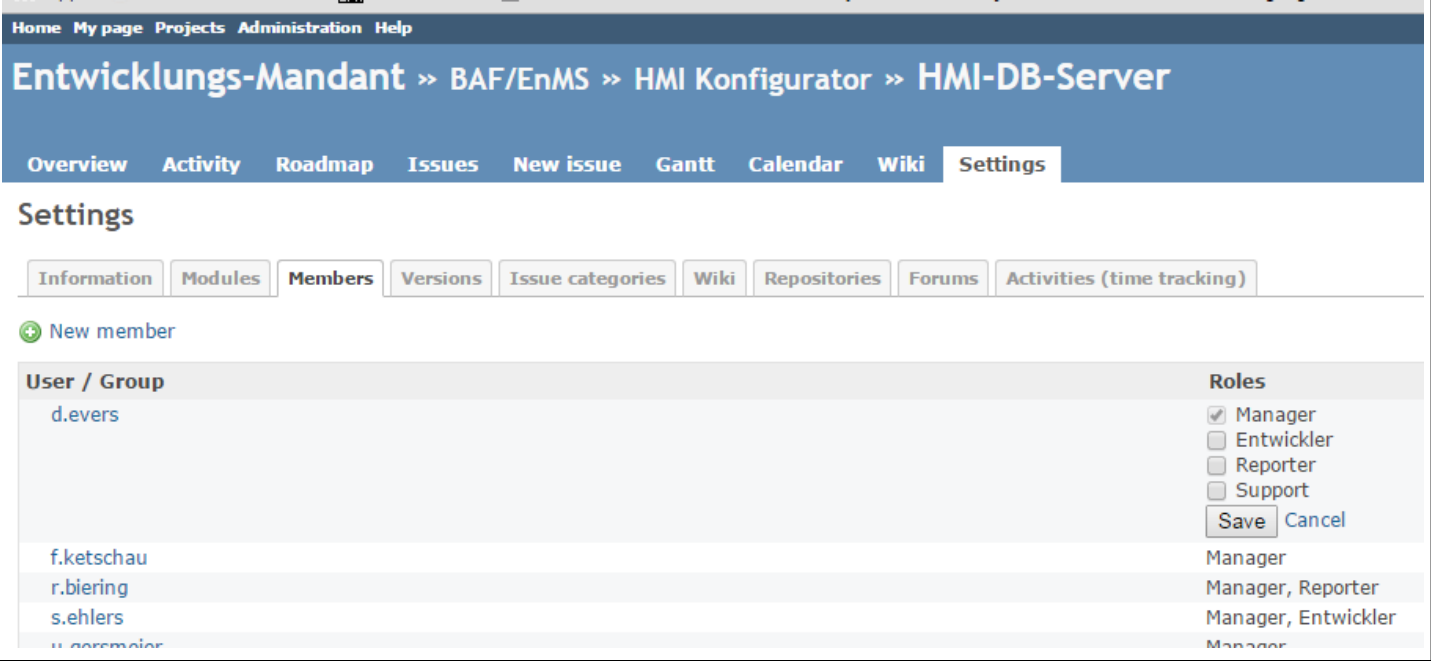 Home My page Projects Administration Help
Entwicklungs-Mandant » BAF/EnMS » HMI Konfigurator » HMI-DB-Server
Overview Activity Roadmap Issues New issue Gantt Calendar Wiki Settings
Settings
Information Modules Members Versions Issue categories Wiki Repositories Forums Activities (time tracking)
New member
User / Group Roles
d.evers Manager
Entwickler
Reporter
Support
Save Cancel
f.ketschau Manager
r.biering Manager, Reporter
s.ehlers Manager, Entwickler
Manager